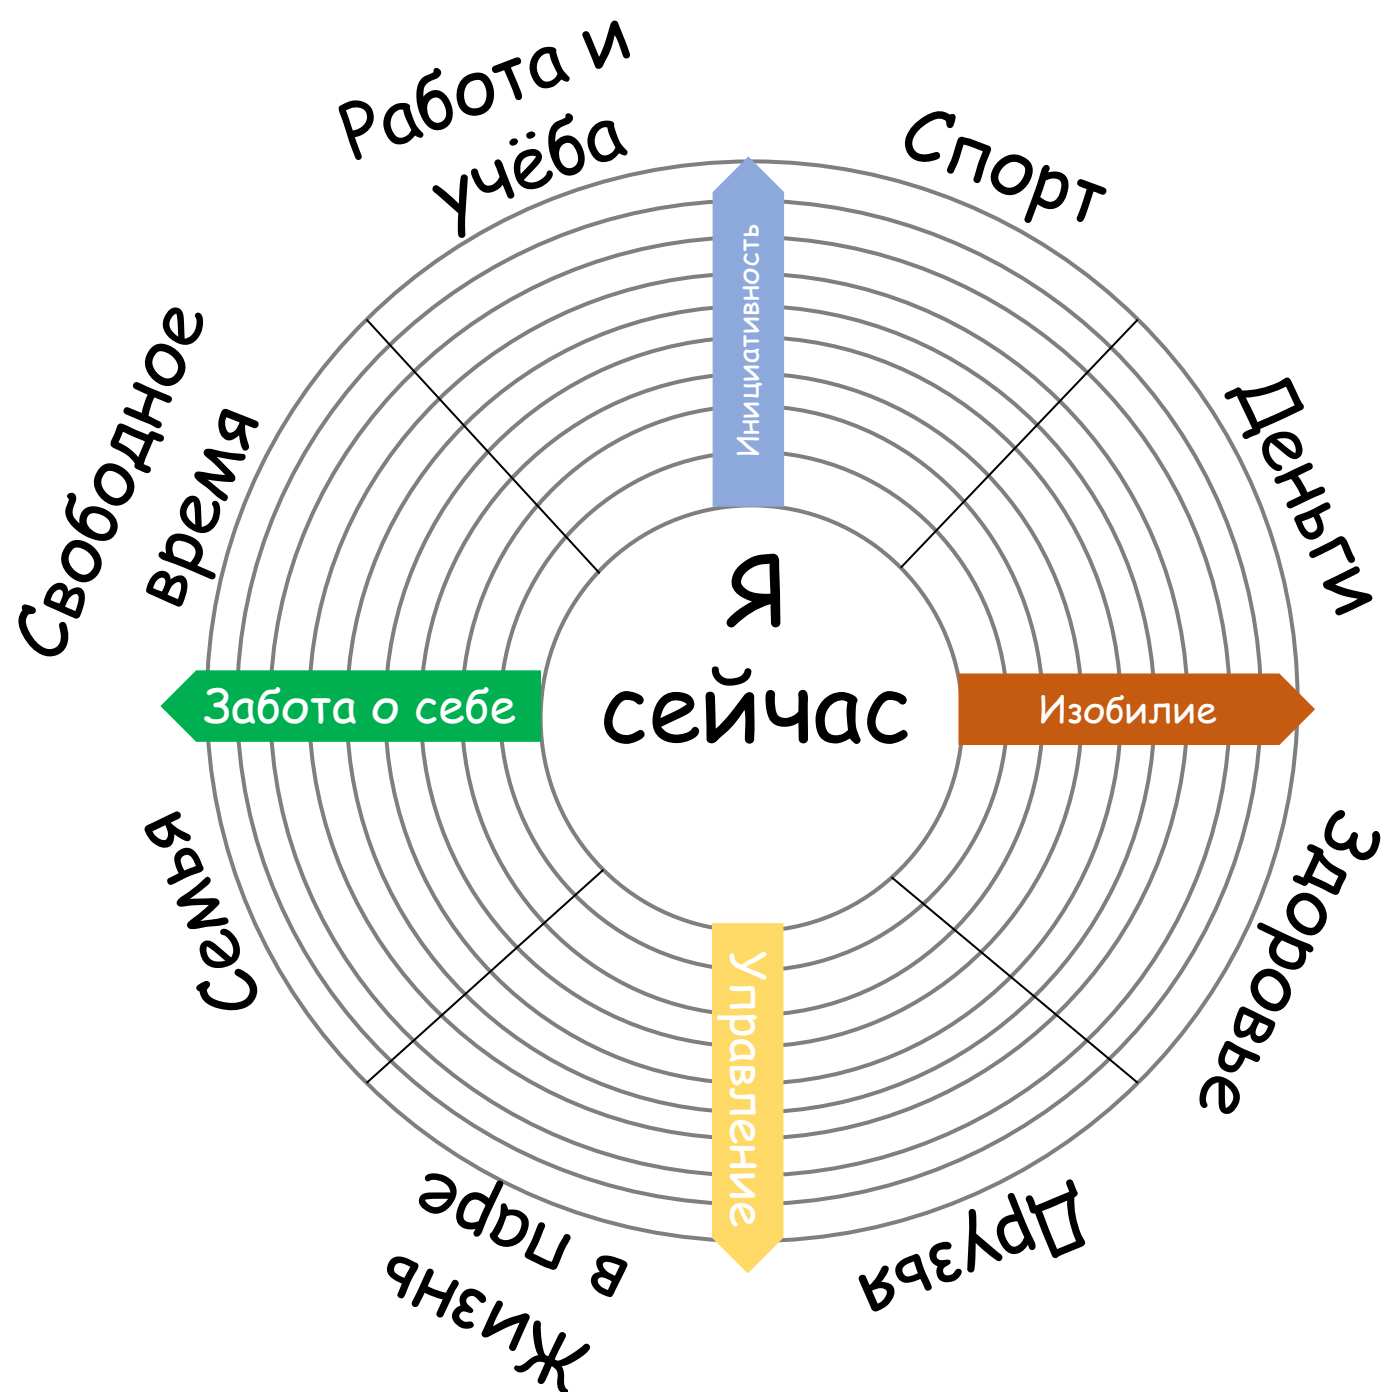 Работа и
учёба
Спорт
Деньги
Здоровье
Друзья
Жизнь
в паре
Семья
Свободное
время
Инициативность
Изобилие
Управление
Забота о себе
Я
сейчас